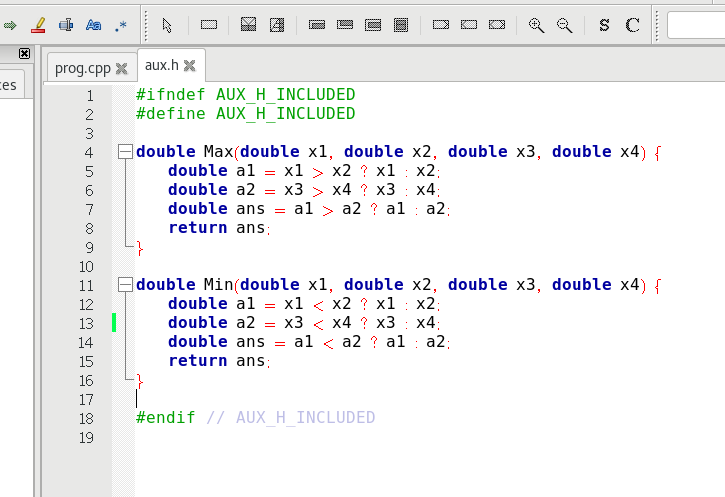 Aa .*
S C
ces
prog.cpp aux.h
1 #ifndef AUX_H_INCLUDED
2 #define AUX_H_INCLUDED
3
4 double Max(double x1, double x2, double x3, double x4) {
5 double a1 = x1 > x2 ? x1 : x2;
6 double a2 = x3 > x4 ? x3 : x4;
7 double ans = a1 > a2 ? a1 : a2;
8 return ans;
9 }
10
11 double Min(double x1, double x2, double x3, double x4) {
12 double a1 = x1 < x2 ? x1 : x2;
13 double a2 = x3 < x4 ? x3 : x4;
14 double ans = a1 < a2 ? a1 : a2;
15 return ans;
16 }
17
18 #endif // AUX_H_INCLUDED
19